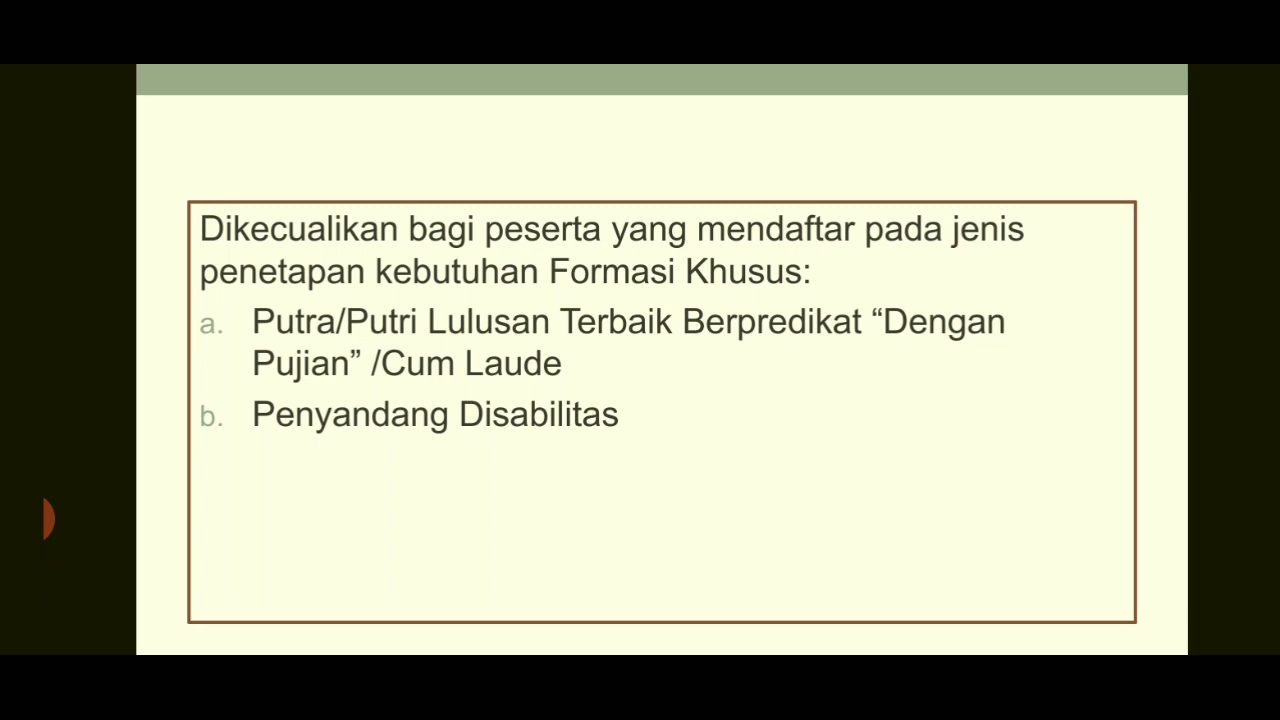 Dikecualikan bagi peserta yang mendaftar pada jenis
penetapan kebutuhan Formasi Khusus:
a. Putra/Putri Lulusan Terbaik Berpredikat “Dengan
Pujian” /Cum Laude
b. Penyandang Disabilitas